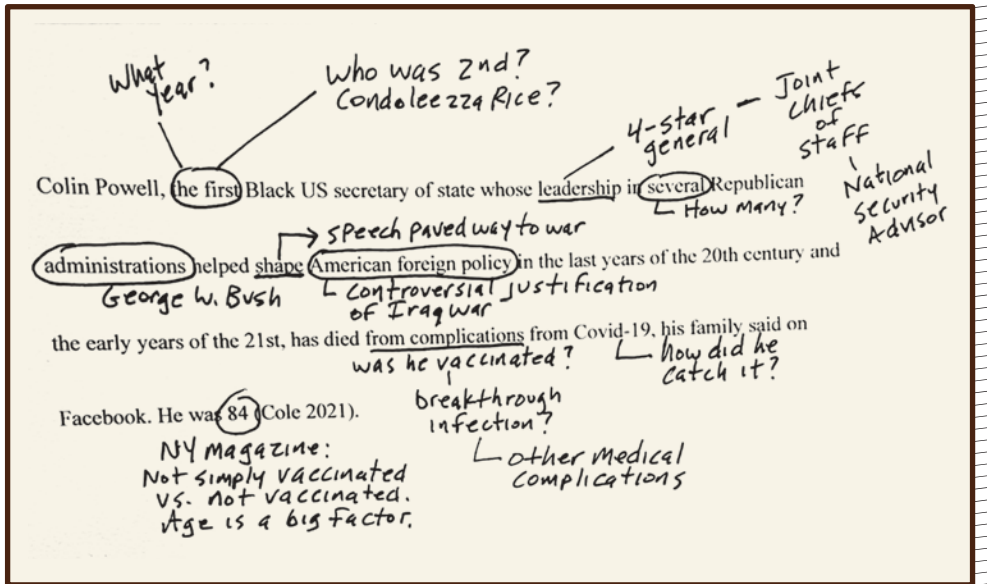 What
year?
Who was 2nd?
Condoleezza Rice?
4-star
general
— Joint
chiefs
of
staff
National
Security
Advisor
Colin Powell, the first Black US secretary of state whose leadership in several Republican
How many?
speech paved way to war
administrations helped shape American foreign policy in the last years of the 20th century and
George W. Bush
controversial justification
of Iraq war
the early years of the 21st, has died from complications from Covid-19, his family said on
was he vaccinated?
how did he
catch it?
breakthrough
infection?
Facebook. He was 84 (Cole 2021).
other medical
complications
NY Magazine:
Not simply vaccinated
vs. not vaccinated.
Age is a big factor.